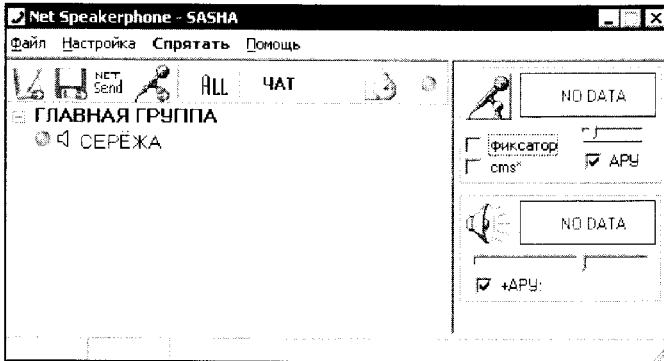 Net Speakerphone - SASHA
Файл Настройка Спрятать Помощь
NET Send ALL ЧАТ
ГЛАВНАЯ ГРУППА
СЕРЁЖА
NO DATA
фиксатор
cms*
АРУ
NO DATA
+АРУ: